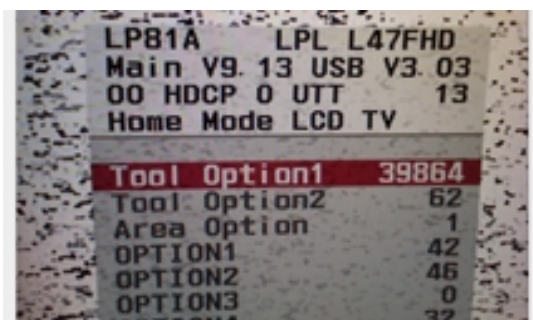 LP81A LPL L47FHD
Main V9.13 USB V3.03
00 HDCP 0 UTT 13
Home Mode LCD TV
Tool Option1 39864
Tool Option2 62
Area Option 1
OPTION1 42
OPTION2 46
OPTION3 0
32